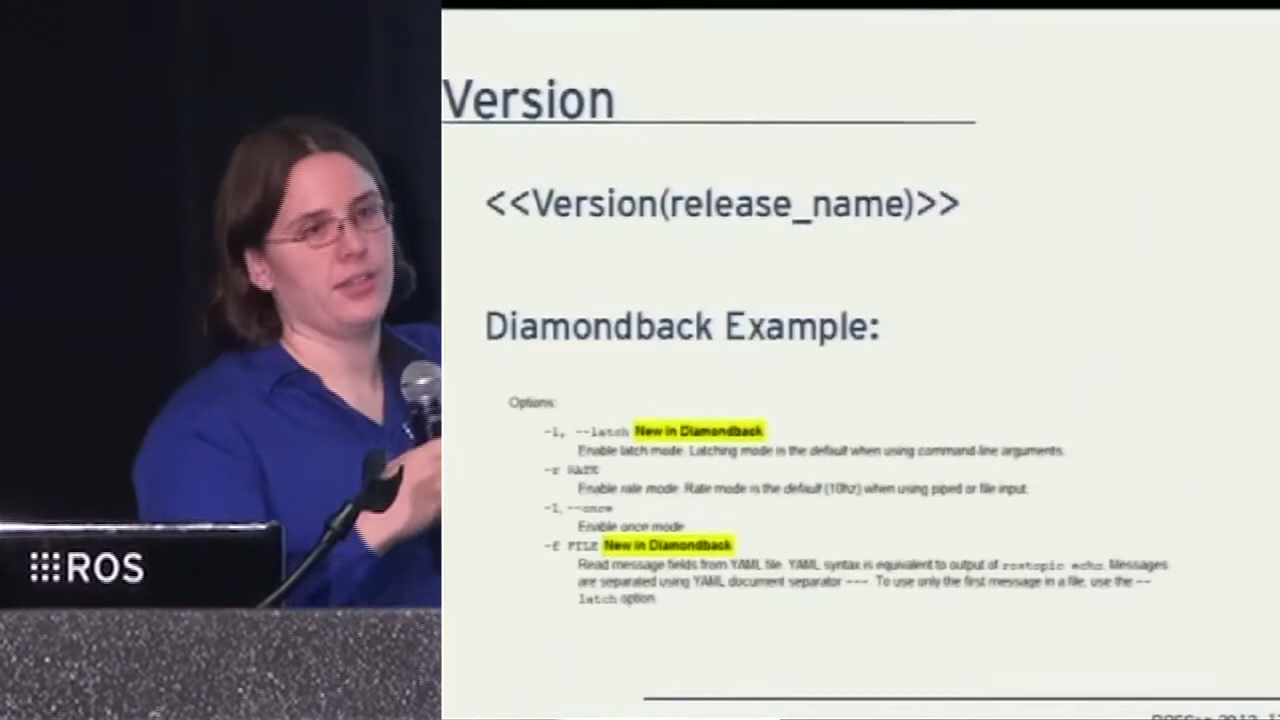 Version
<<Version(release_name)>>
Diamondback Example:
Options:
-l, --latch New in Diamondback
Enable latch mode. Latching mode is the default when using command-line arguments.
-r RATE
Enable rate mode. Rate mode is the default (10hz) when using piped or file input.
-1, --once
Enable once mode
-f FILE New in Diamondback
Read message fields from YAML file. YAML syntax is equivalent to output of rostopic echo. Messages
are separated using YAML document separator ---. To use only the first message in a file, use the --
latch option.
ROS